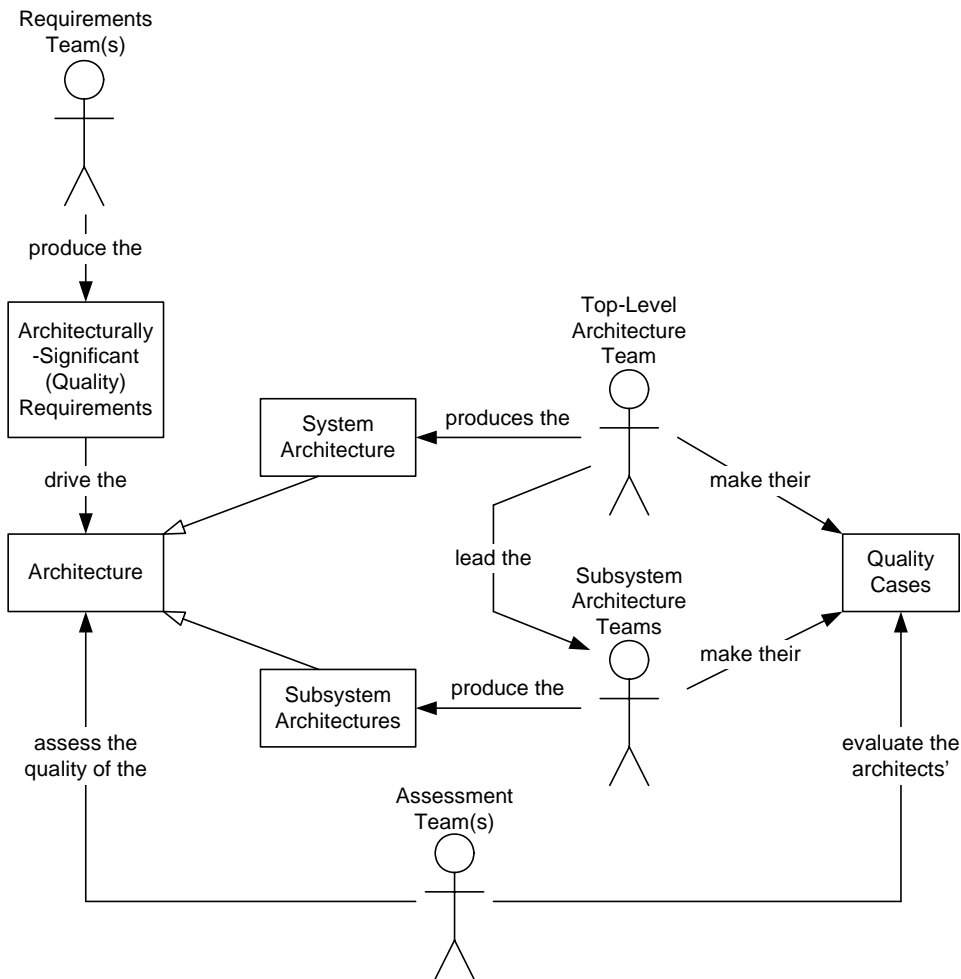 Requirements
Team(s)
produce the
Architecturally
-Significant
(Quality)
Requirements
drive the
Architecture
System
Architecture
produces the
Top-Level
Architecture
Team
make their
lead the
Subsystem
Architecture
Teams
Quality
Cases
make their
Subsystem
Architectures
produce the
assess the
quality of the
evaluate the
architects’
Assessment
Team(s)